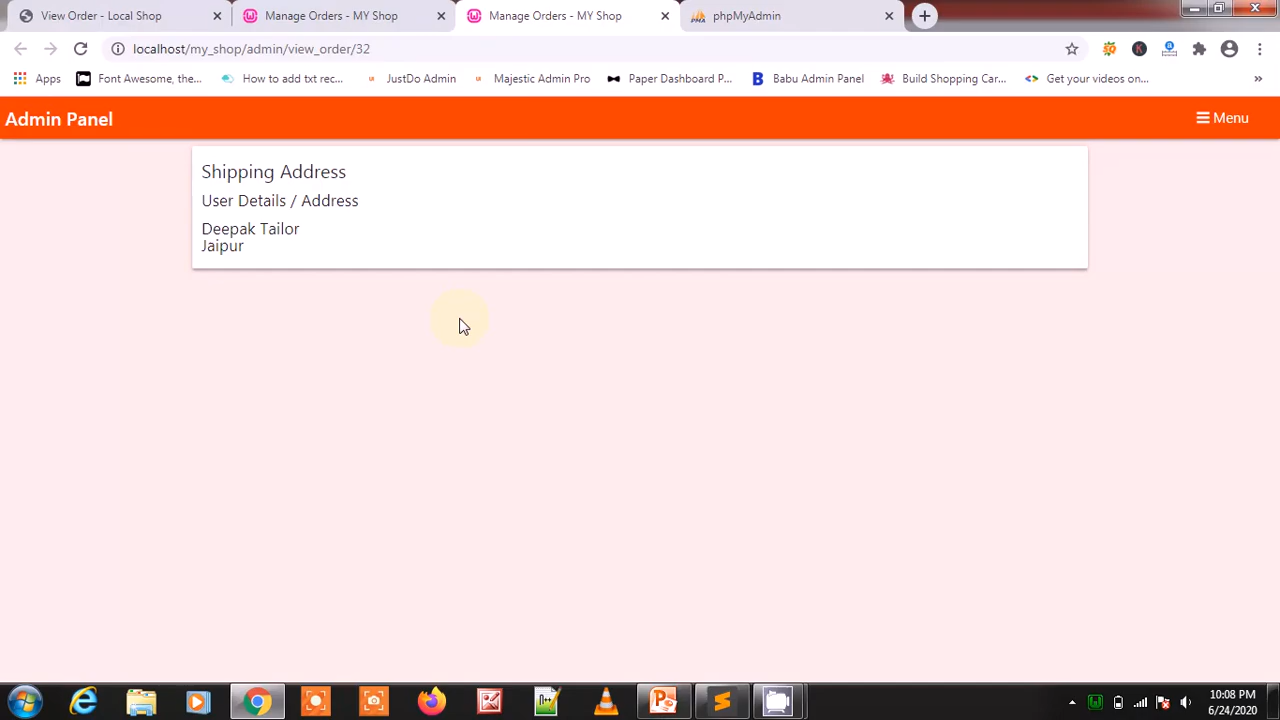 View Order - Local Shop
Manage Orders - MY Shop
Manage Orders - MY Shop
phpMyAdmin
localhost/my_shop/admin/view_order/32
Apps
Font Awesome, the...
How to add txt rec...
JustDo Admin
Majestic Admin Pro
Paper Dashboard P...
Babu Admin Panel
Build Shopping Car...
Get your videos on...
Admin Panel
Menu
Shipping Address
User Details / Address
Deepak Tailor
Jaipur
10:08 PM
6/24/2020